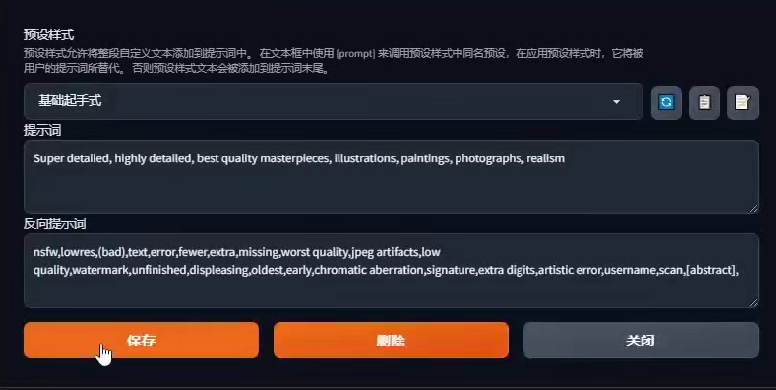 预设样式
预设样式允许将整段自定义文本添加到提示词中。 在文本框中使用 {prompt} 来调用预设样式中同名预设，在应用预设样式时，它将被
用户的提示词所替代。 否则预设样式文本会被添加到提示词末尾。
基础起手式
提示词
Super detailed, highly detailed, best quality masterpieces, illustrations, paintings, photographs, realism
反向提示词
nsfw,lowres,(bad),text,error,fewer,extra,missing,worst quality,jpeg artifacts,low
quality,watermark,unfinished,displeasing,oldest,early,chromatic aberration,signature,extra digits,artistic error,username,scan,[abstract],
保存 删除 关闭